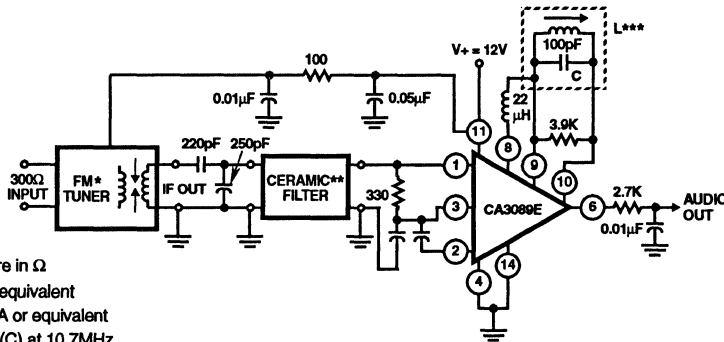 L***
100pF
C
V+ = 12V
100
0.01µF
0.05µF
22
µH
3.9K
11
8
9
10
220pF
250pF
300Ω
INPUT
FM*
TUNER
IF OUT
CERAMIC**
FILTER
330
1
3
2
CA3089E
6
2.7K
AUDIO
OUT
0.01µF
4
14
re in Ω
equivalent
A or equivalent
(C) at 10.7MHz